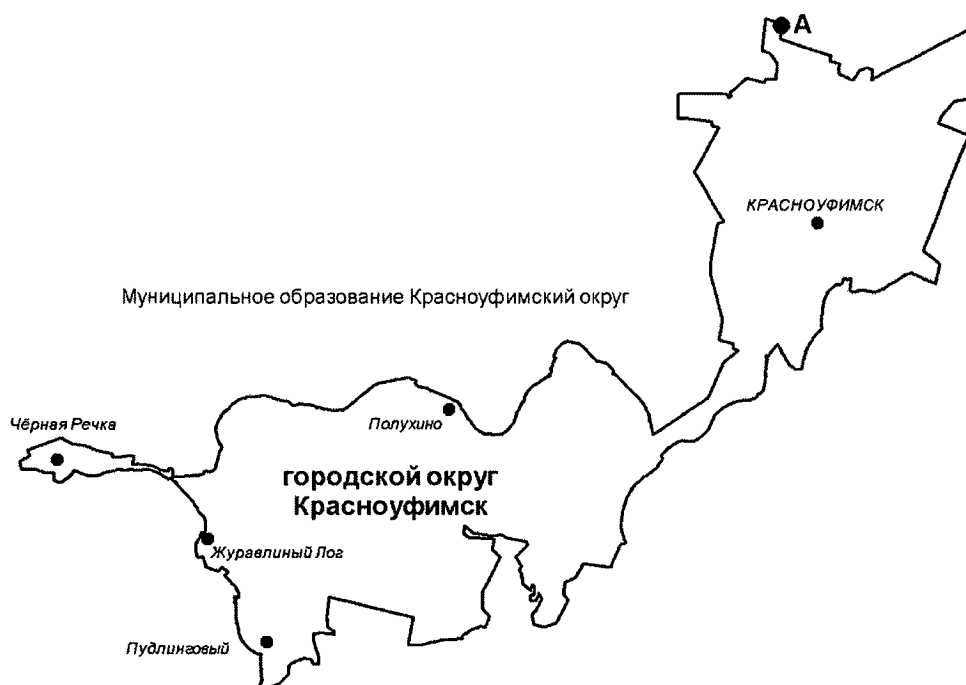 А
КРАСНОУФИМСК
Муниципальное образование Красноуфимский округ
Полухино
Чёрная Речка
городской округ
Красноуфимск
Журавлиный Лог
Пудлинговый